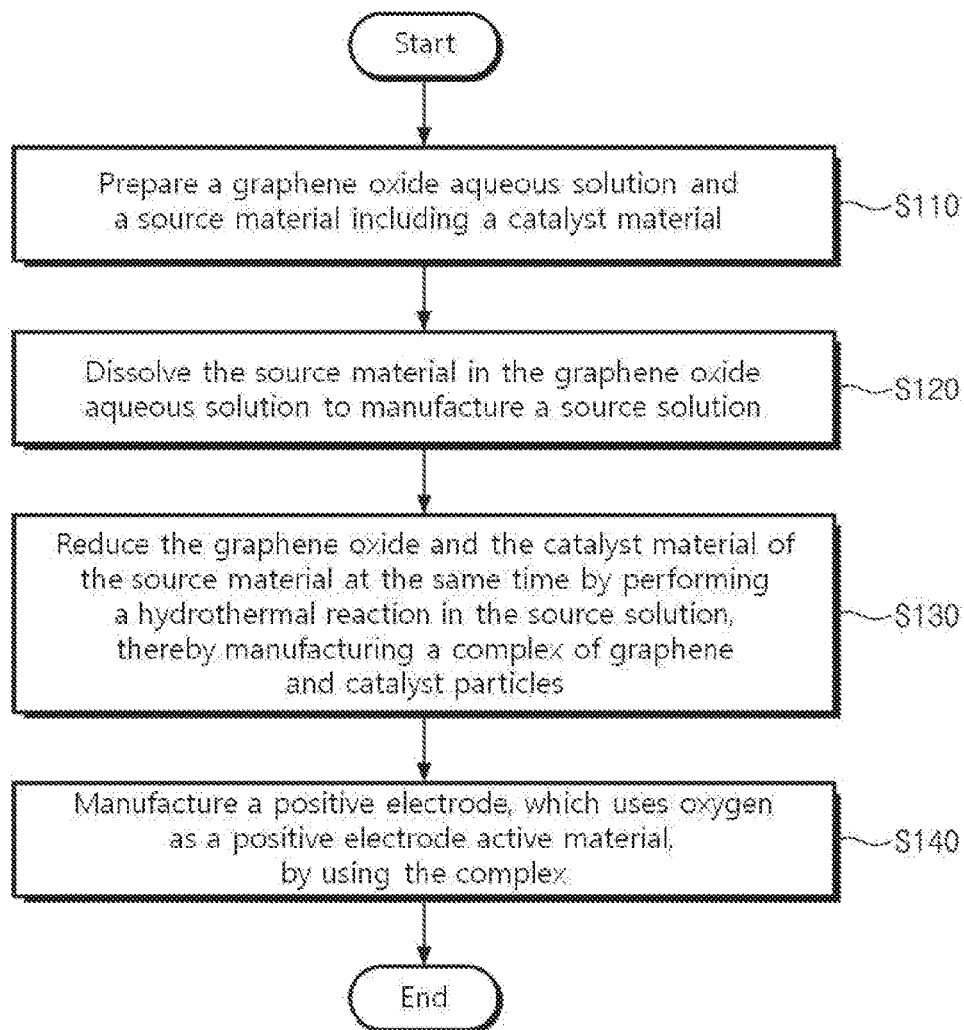 Start
Prepare a graphene oxide aqueous solution and
a source material including a catalyst material
S110
Dissolve the source material in the graphene oxide
aqueous solution to manufacture a source solution
S120
Reduce the graphene oxide and the catalyst material of
the source material at the same time by performing
a hydrothermal reaction in the source solution,
thereby manufacturing a complex of graphene
and catalyst particles
S130
Manufacture a positive electrode, which uses oxygen
as a positive electrode active material,
by using the complex
S140
End